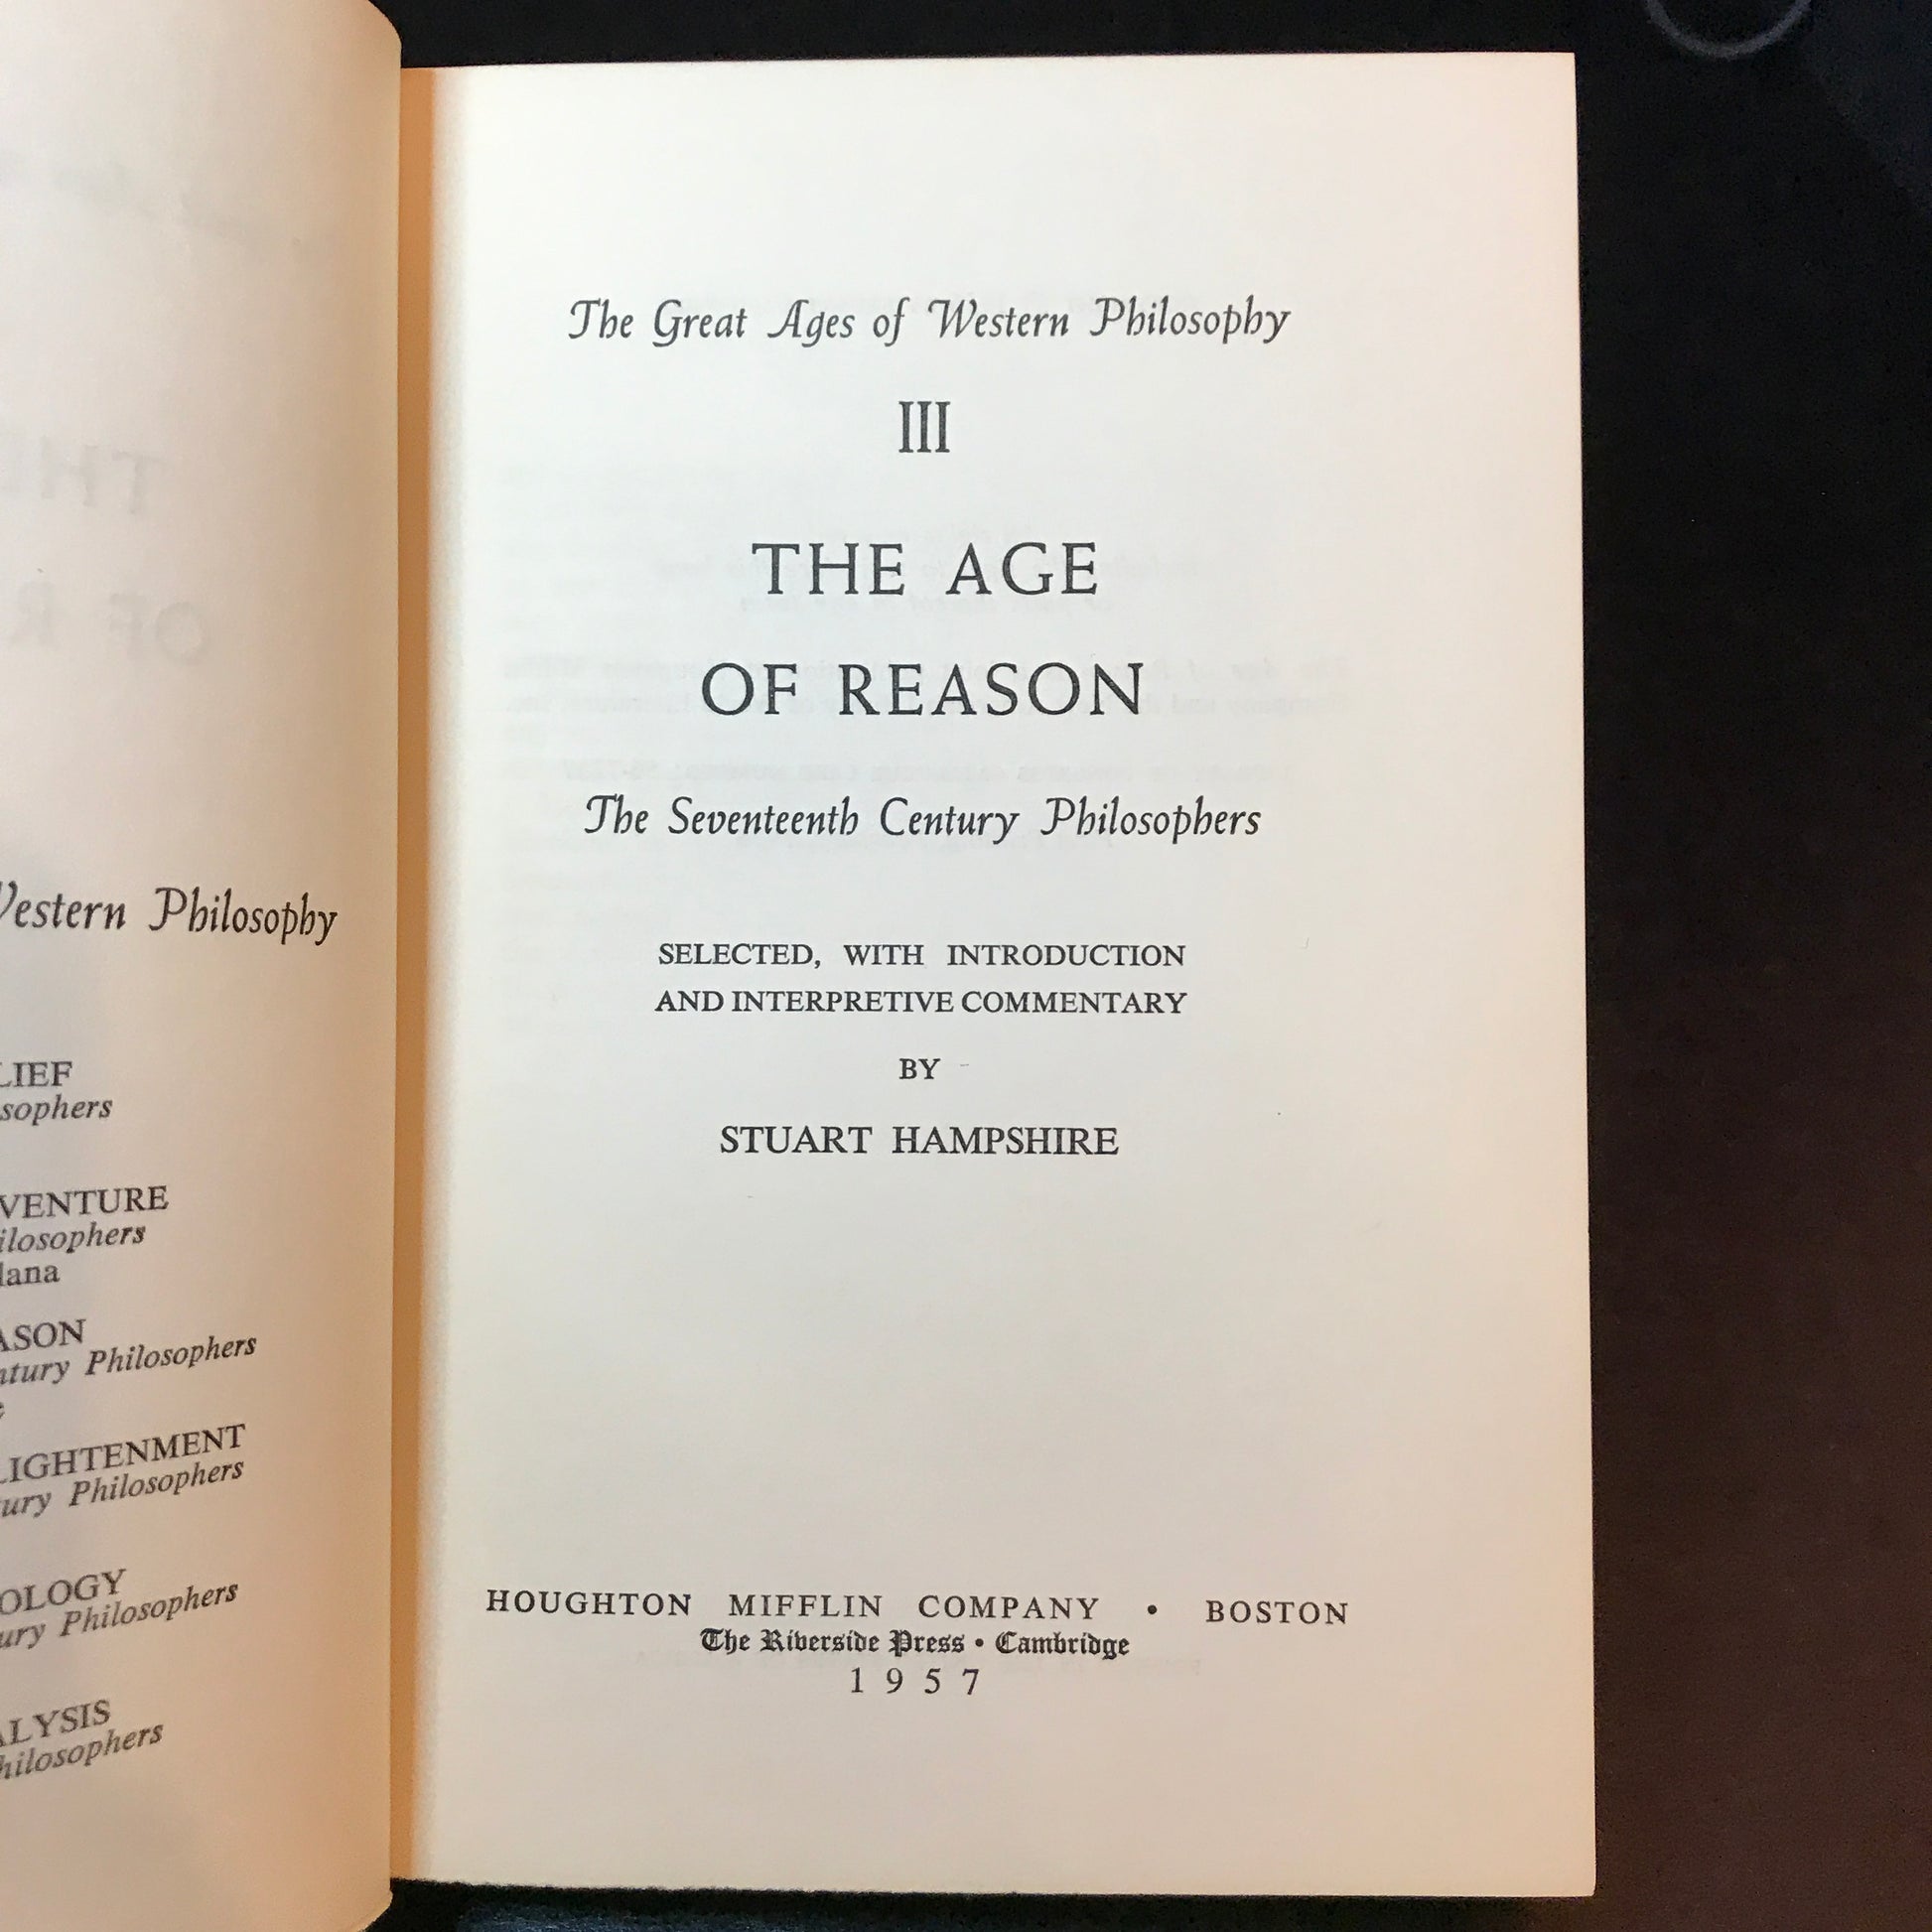 Western Philosophy
LIEF
sophers
VENTURE
ilosophers
lana
ASON
ntury Philosophers
e
LIGHTENMENT
ury Philosophers
OLOGY
ury Philosophers
ALYSIS
hilosophers
The Great Ages of Western Philosophy
III
THE AGE
OF REASON
The Seventeenth Century Philosophers
SELECTED, WITH INTRODUCTION
AND INTERPRETIVE COMMENTARY
BY
STUART HAMPSHIRE
HOUGHTON MIFFLIN COMPANY • BOSTON
The Riverside Press • Cambridge
1957